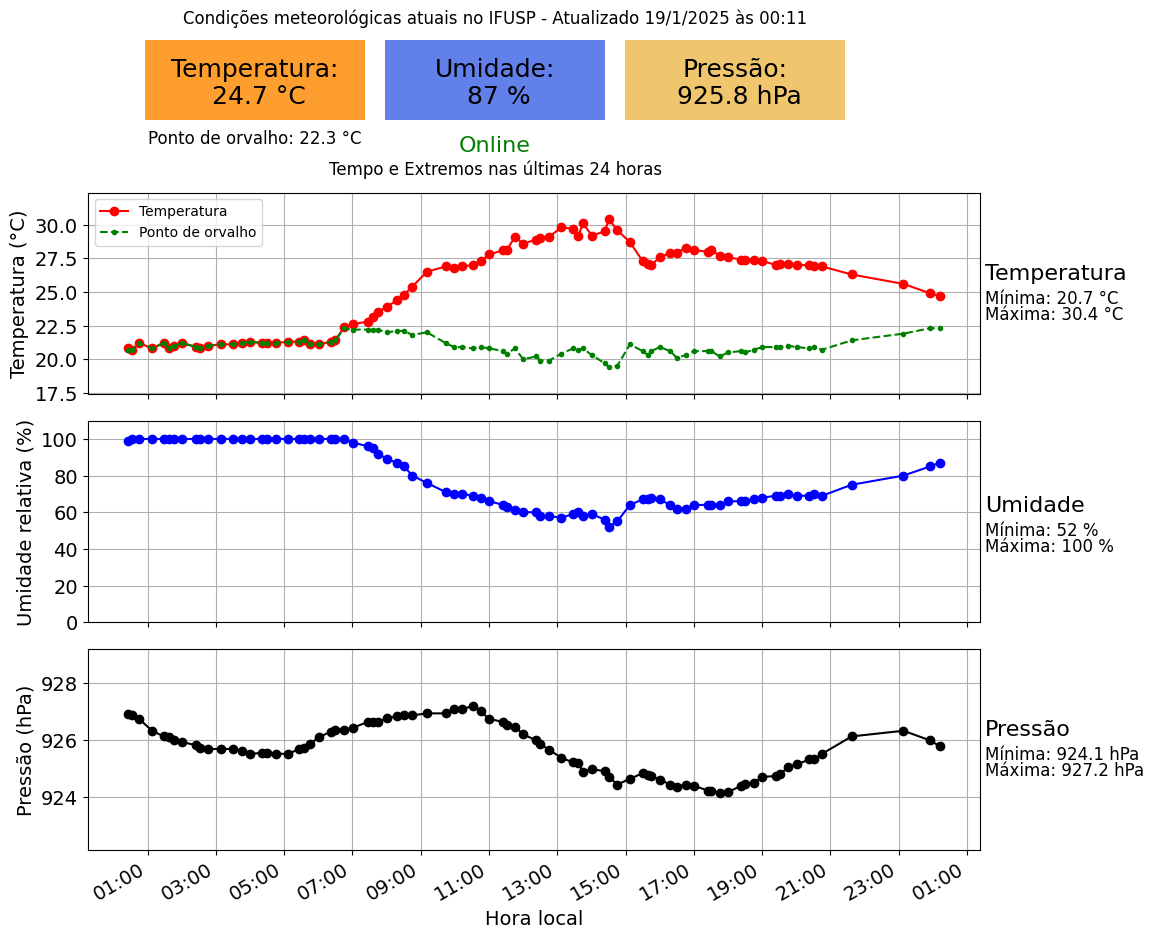 Condições meteorológicas atuais no IFUSP - Atualizado 19/1/2025 às 00:11
Temperatura:
24.7 °C
Umidade:
87 %
Pressão:
925.8 hPa
Ponto de orvalho: 22.3 °C
Online
Tempo e Extremos nas últimas 24 horas
Temperatura (°C)
30.0
27.5
25.0
22.5
20.0
17.5
Temperatura
Ponto de orvalho
Temperatura
Mínima: 20.7 °C
Máxima: 30.4 °C
Umidade relativa (%)
100
80
60
40
20
0
Umidade
Mínima: 52 %
Máxima: 100 %
Pressão (hPa)
928
926
924
Pressão
Mínima: 924.1 hPa
Máxima: 927.2 hPa
01:00 03:00 05:00 07:00 09:00 11:00 13:00 15:00 17:00 19:00 21:00 23:00 01:00
Hora local